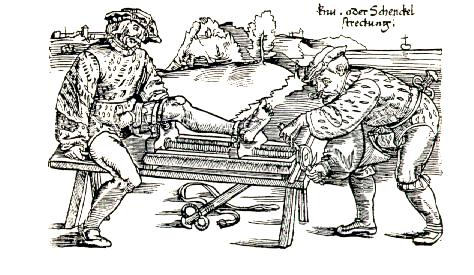 Knu . oder Schenckel
streckung: